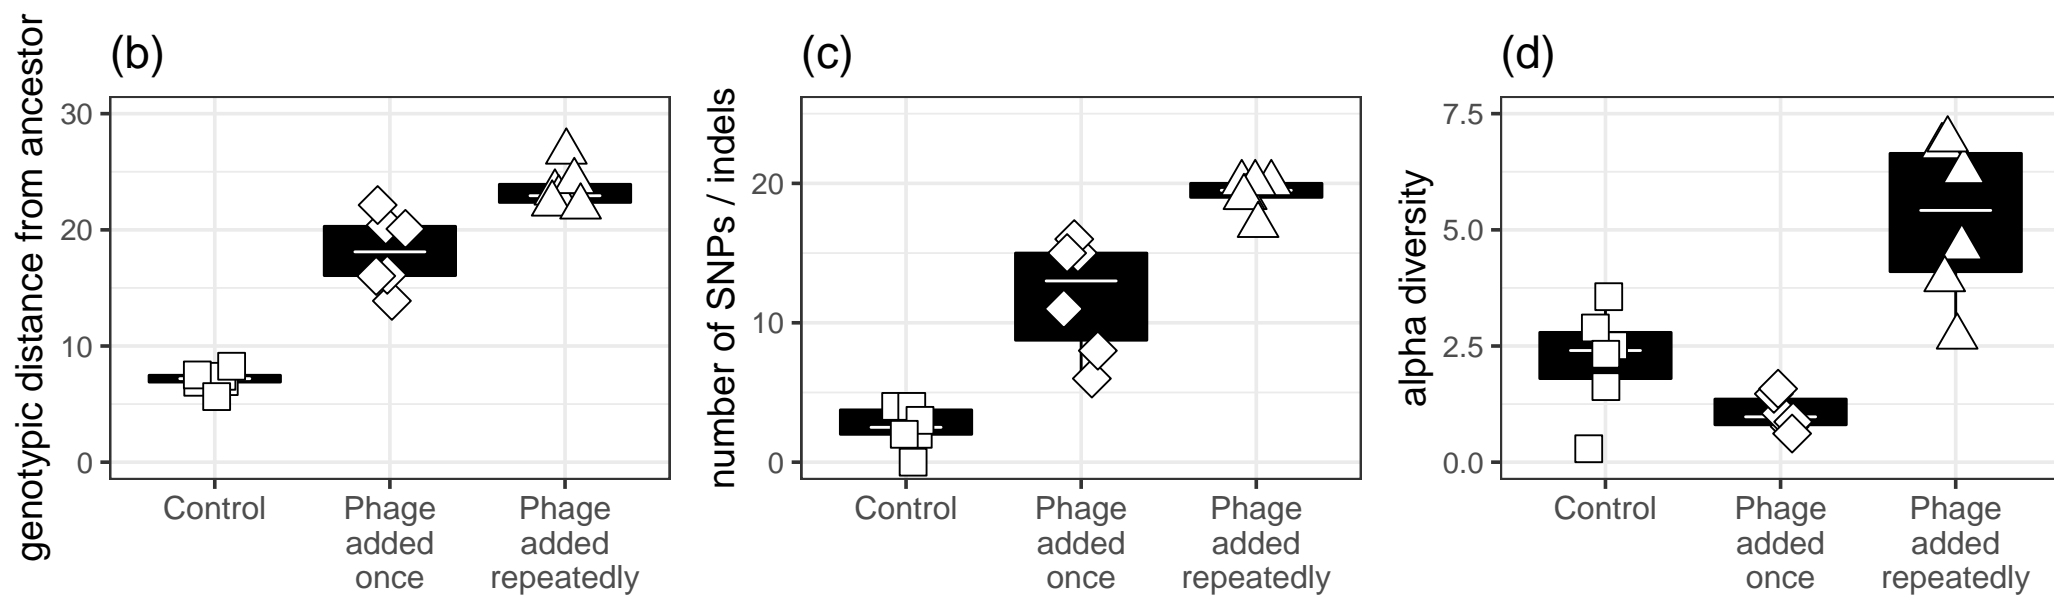 (b)
genotypic distance from ancestor
30
20
10
0
Control
Phage
added
once
Phage
added
repeatedly
(c)
number of SNPs / indels
20
10
0
Control
Phage
added
once
Phage
added
repeatedly
(d)
alpha diversity
7.5
5.0
2.5
0.0
Control
Phage
added
once
Phage
added
repeatedly